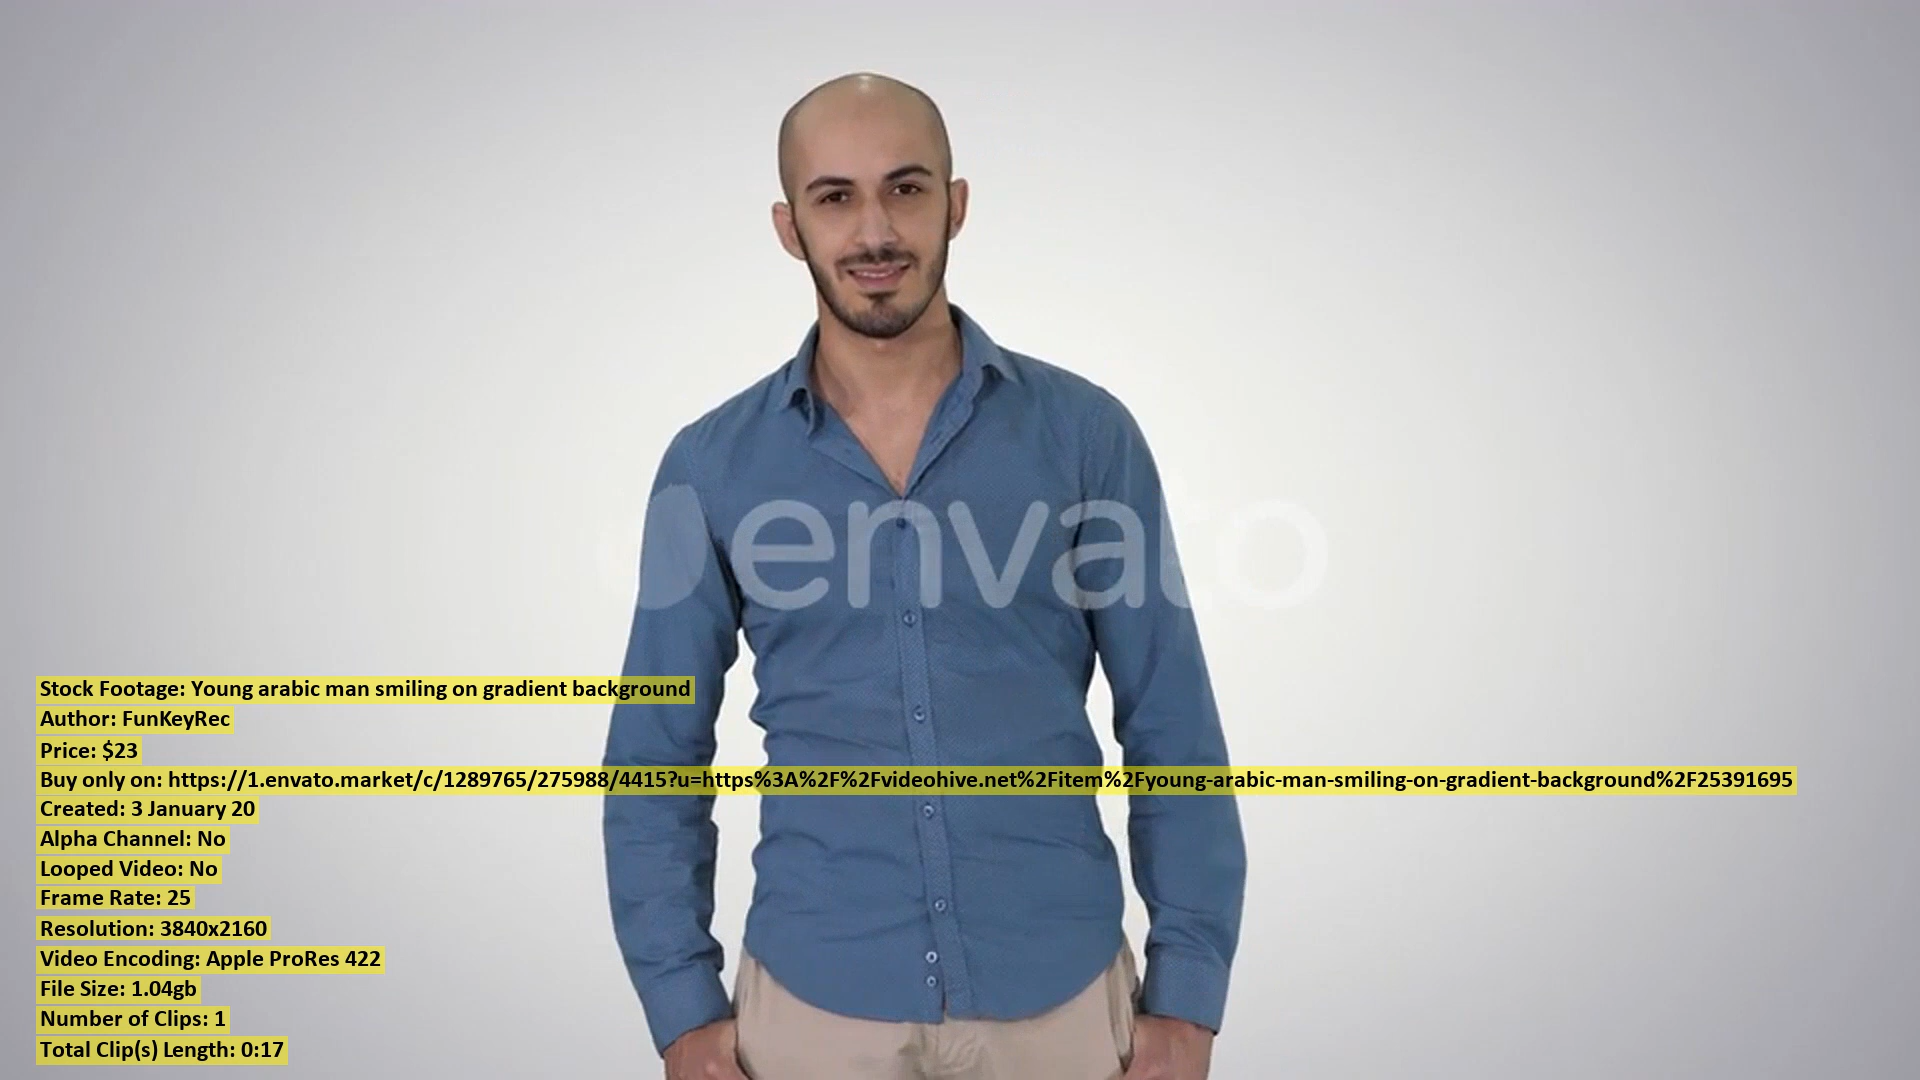 envato
Stock Footage: Young arabic man smiling on gradient background
Author: FunKeyRec
Price: $23
Buy only on: https://1.envato.market/c/1289765/275988/4415?u=https%3A%2F%2Fvideohive.net%2Fitem%2Fyoung-arabic-man-smiling-on-gradient-background%2F25391695
Created: 3 January 20
Alpha Channel: No
Looped Video: No
Frame Rate: 25
Resolution: 3840x2160
Video Encoding: Apple ProRes 422
File Size: 1.04gb
Number of Clips: 1
Total Clip(s) Length: 0:17